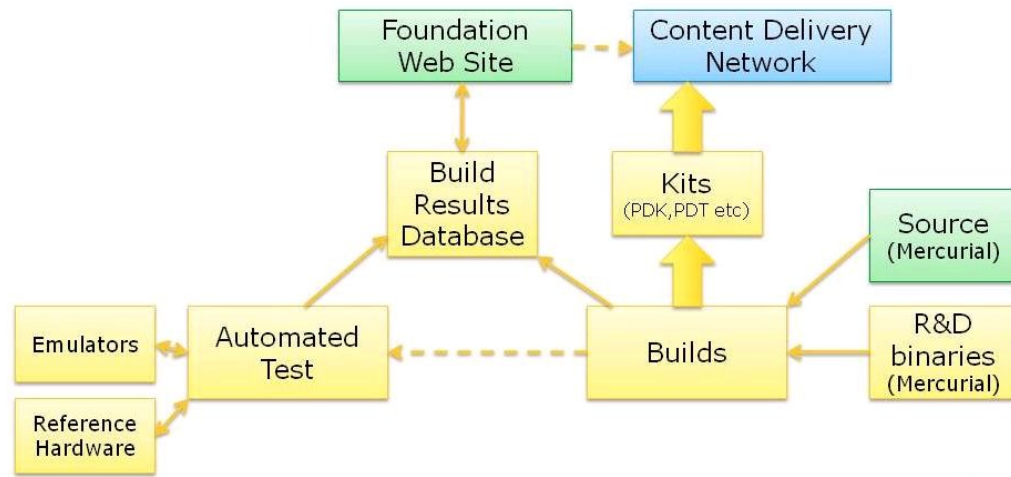 Foundation
Web Site
Content Delivery
Network
Build
Results
Database
Kits
(PDK,PDT etc)
Source
(Mercurial)
Emulators
Automated
Test
Builds
R&D
binaries
(Mercurial)
Reference
Hardware